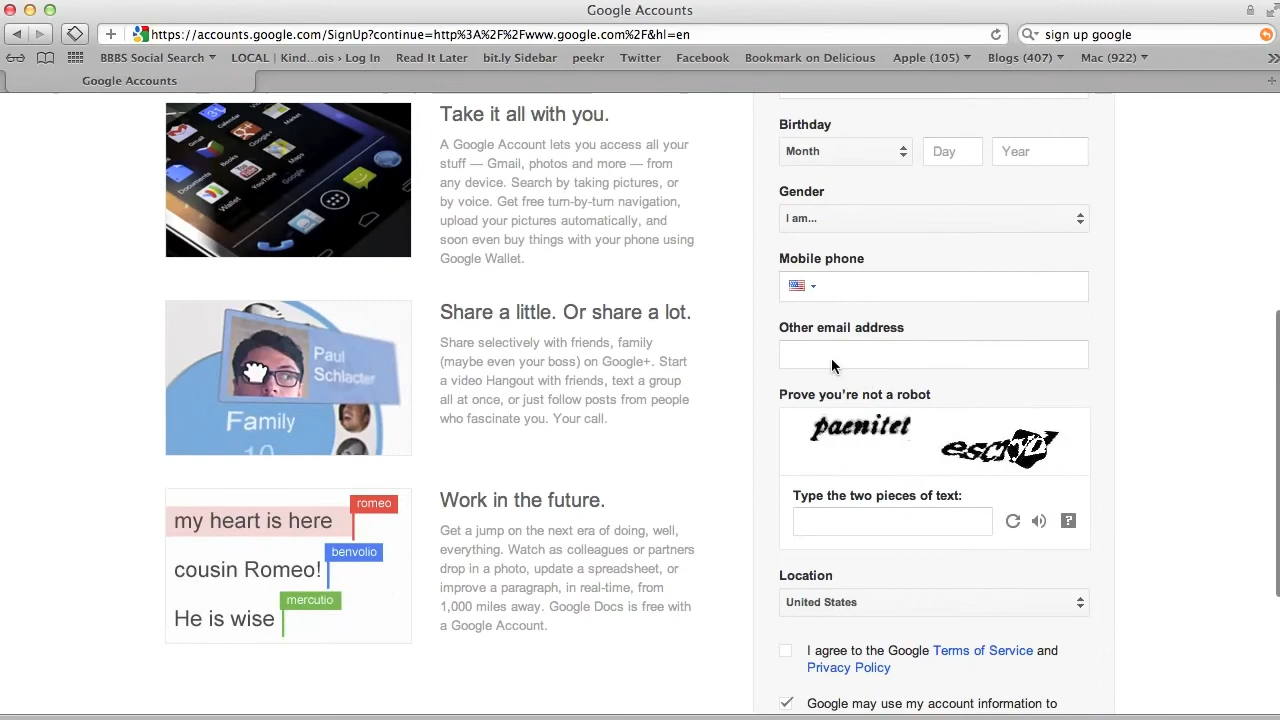 Google Accounts
https://accounts.google.com/SignUp?continue=http%3A%2F%2Fwww.google.com%2F&hl=en
sign up google
BBBS Social Search
LOCAL | Kind...ois › Log In
Read It Later
bit.ly Sidebar
peekr
Twitter
Facebook
Bookmark on Delicious
Apple (105)
Blogs (407)
Mac (922)
Google Accounts
Take it all with you.
A Google Account lets you access all your
stuff — Gmail, photos and more — from
any device. Search by taking pictures, or
by voice. Get free turn-by-turn navigation,
upload your pictures automatically, and
soon even buy things with your phone using
Google Wallet.
Calendar
Market
Gmail
Google+
Books
Maps
Documents
YouTube
Google
Wallet
Share a little. Or share a lot.
Share selectively with friends, family
(maybe even your boss) on Google+. Start
a video Hangout with friends, text a group
all at once, or just follow posts from people
who fascinate you. Your call.
Paul
Schlacter
Family
10
Work in the future.
Get a jump on the next era of doing, well,
everything. Watch as colleagues or partners
drop in a photo, update a spreadsheet, or
improve a paragraph, in real-time, from
1,000 miles away. Google Docs is free with
a Google Account.
romeo
my heart is here
benvolio
cousin Romeo!
mercutio
He is wise
Birthday
Month
Day
Year
Gender
I am...
Mobile phone
Other email address
Prove you're not a robot
paenitet
Type the two pieces of text:
Location
United States
I agree to the Google Terms of Service and
Privacy Policy
Google may use my account information to